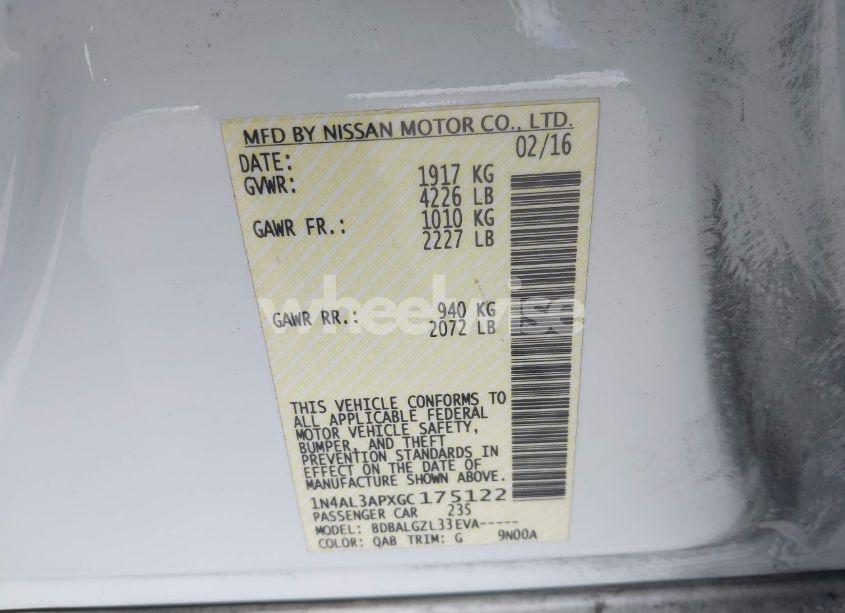 MFD BY NISSAN MOTOR CO., LTD.
DATE: 02/16
GVWR: 1917 KG
4226 LB
GAWR FR.: 1010 KG
2227 LB
GAWR RR.: 940 KG
2072 LB
wheelwise
THIS VEHICLE CONFORMS TO
ALL APPLICABLE FEDERAL
MOTOR VEHICLE SAFETY,
BUMPER, AND THEFT
PREVENTION STANDARDS IN
EFFECT ON THE DATE OF
MANUFACTURE SHOWN ABOVE.
1N4AL3APXGC175122
PASSENGER CAR 235
MODEL: BDBALGZL33EVA-----
COLOR: QAB TRIM: G 9N00A